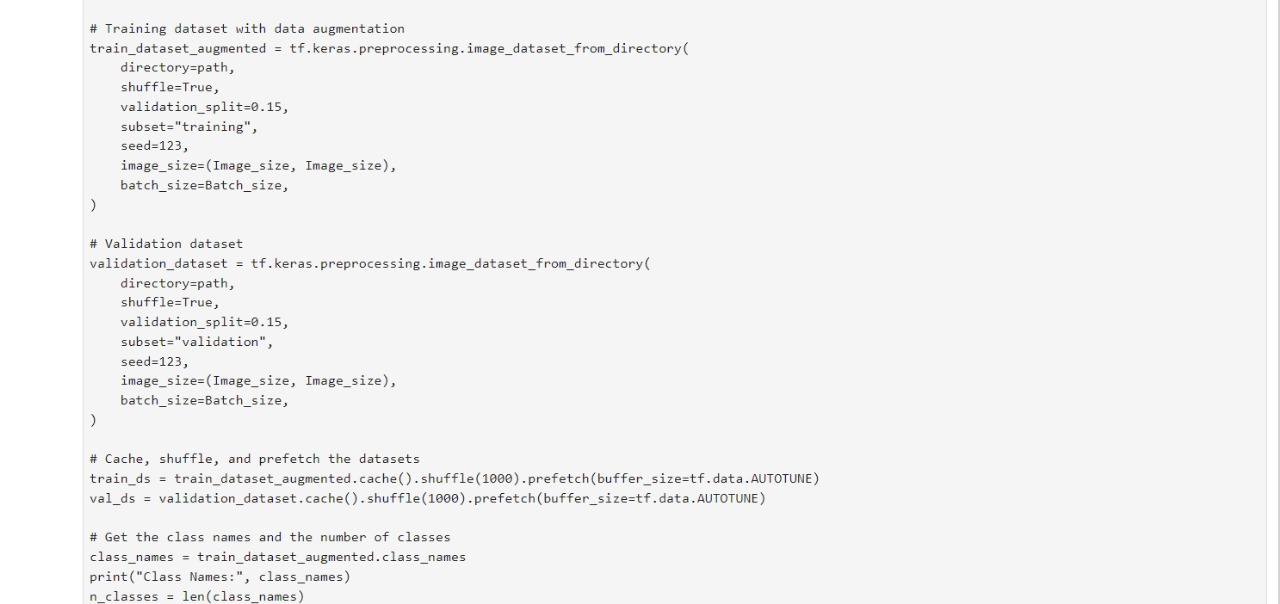 # Training dataset with data augmentation
train_dataset_augmented = tf.keras.preprocessing.image_dataset_from_directory(
    directory=path,
    shuffle=True,
    validation_split=0.15,
    subset="training",
    seed=123,
    image_size=(Image_size, Image_size),
    batch_size=Batch_size,
)
# Validation dataset
validation_dataset = tf.keras.preprocessing.image_dataset_from_directory(
    directory=path,
    shuffle=True,
    validation_split=0.15,
    subset="validation",
    seed=123,
    image_size=(Image_size, Image_size),
    batch_size=Batch_size,
)
# Cache, shuffle, and prefetch the datasets
train_ds = train_dataset_augmented.cache().shuffle(1000).prefetch(buffer_size=tf.data.AUTOTUNE)
val_ds = validation_dataset.cache().shuffle(1000).prefetch(buffer_size=tf.data.AUTOTUNE)
# Get the class names and the number of classes
class_names = train_dataset_augmented.class_names
print("Class Names:", class_names)
n_classes = len(class_names)